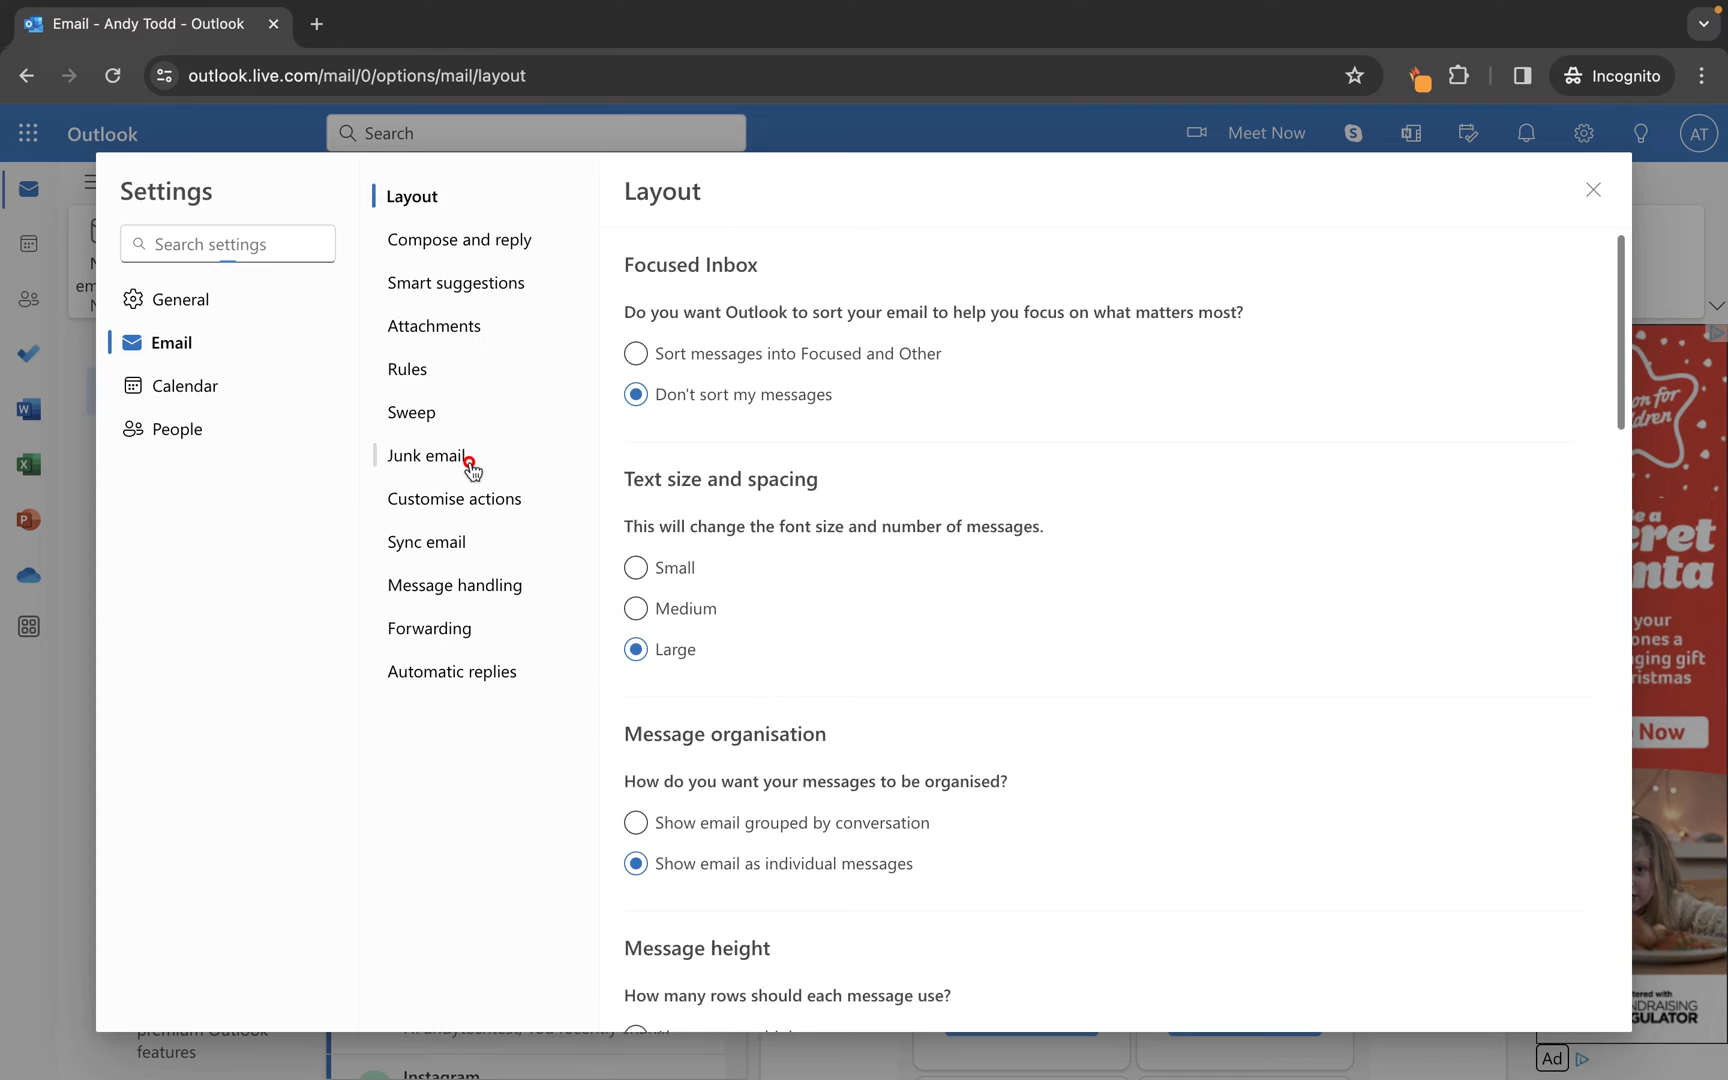 Email - Andy Todd - Outlook
outlook.live.com/mail/0/options/mail/layout
Incognito
Outlook
Search
Meet Now
AT
Settings
Search settings
General
Email
Calendar
People
Layout
Compose and reply
Smart suggestions
Attachments
Rules
Sweep
Junk email
Customise actions
Sync email
Message handling
Forwarding
Automatic replies
Layout
Focused Inbox
Do you want Outlook to sort your email to help you focus on what matters most?
Sort messages into Focused and Other
Don't sort my messages
Text size and spacing
This will change the font size and number of messages.
Small
Medium
Large
Message organisation
How do you want your messages to be organised?
Show email grouped by conversation
Show email as individual messages
Message height
How many rows should each message use?
premium Outlook
features
Instagram
your
Now
Ad